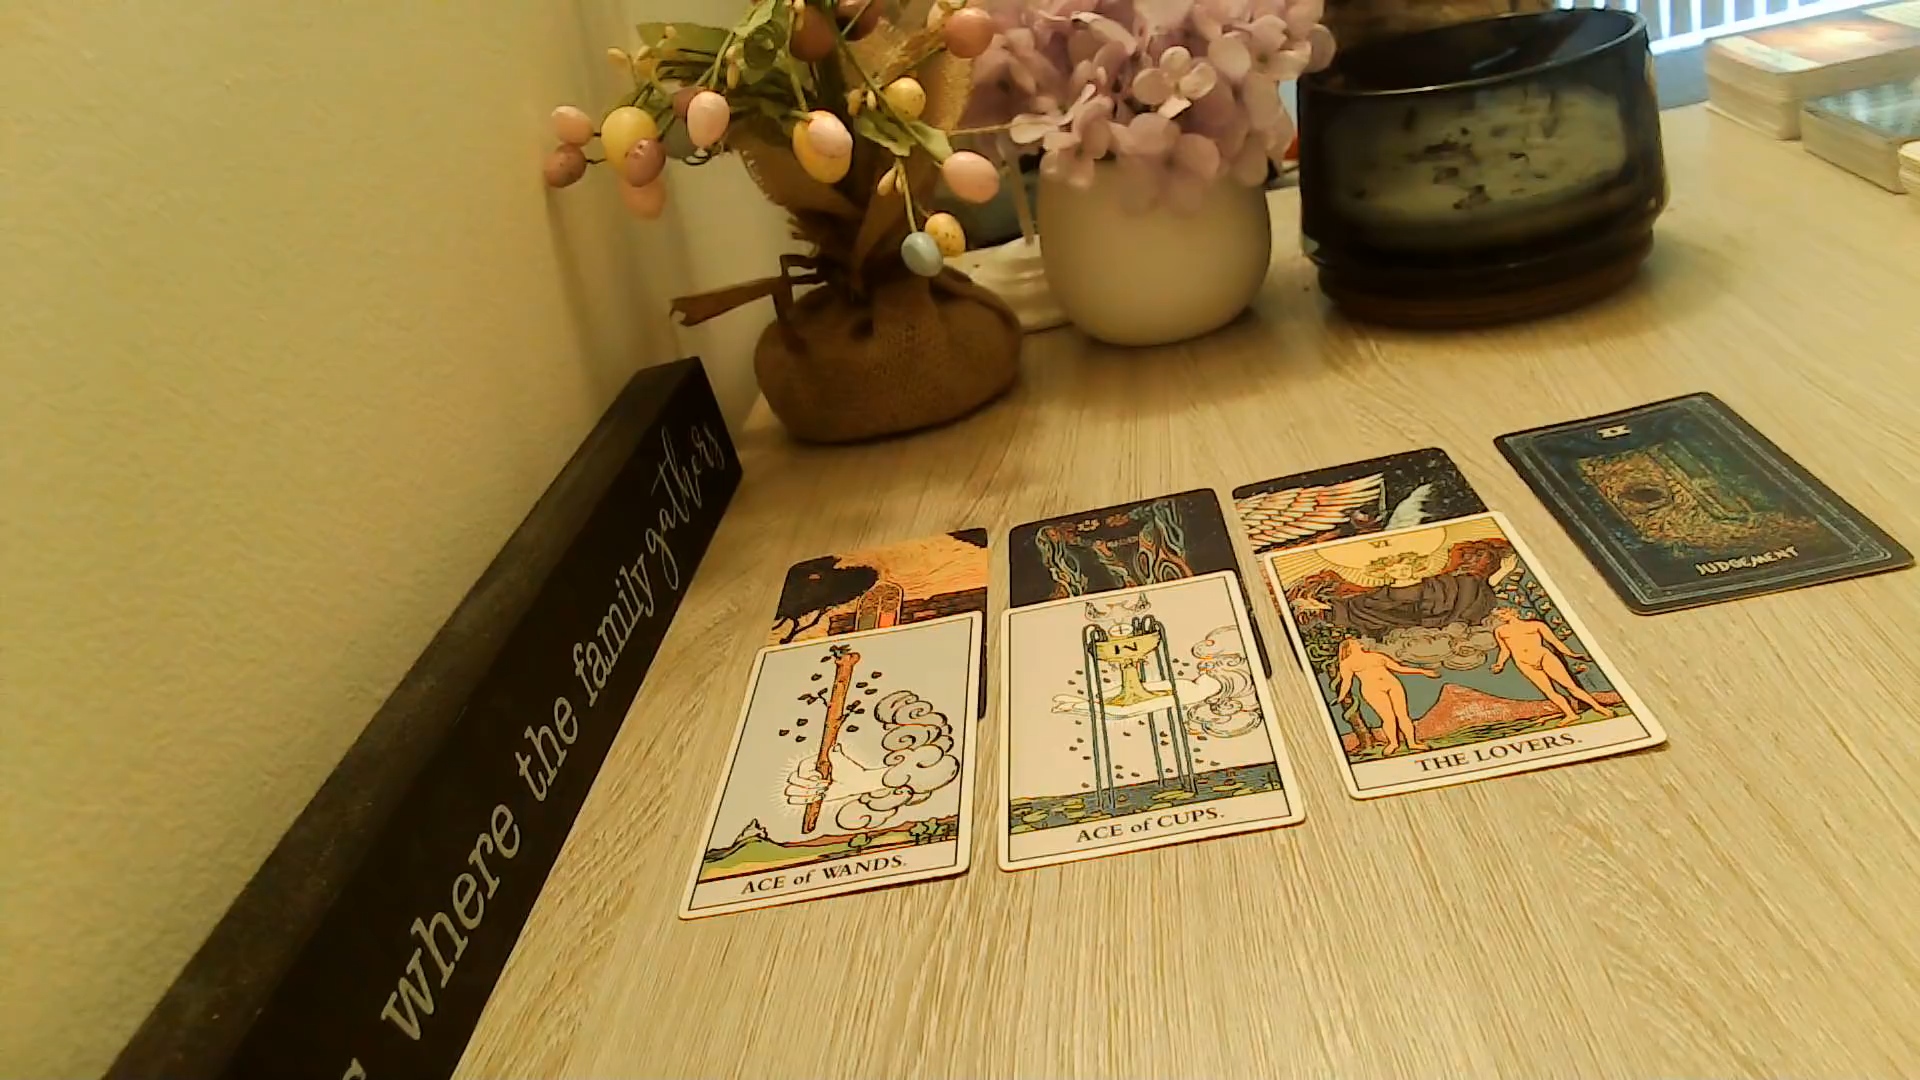 where the family gathers
ACE of WANDS.
ACE of CUPS.
VI
THE LOVERS.
XX
JUDGEMENT